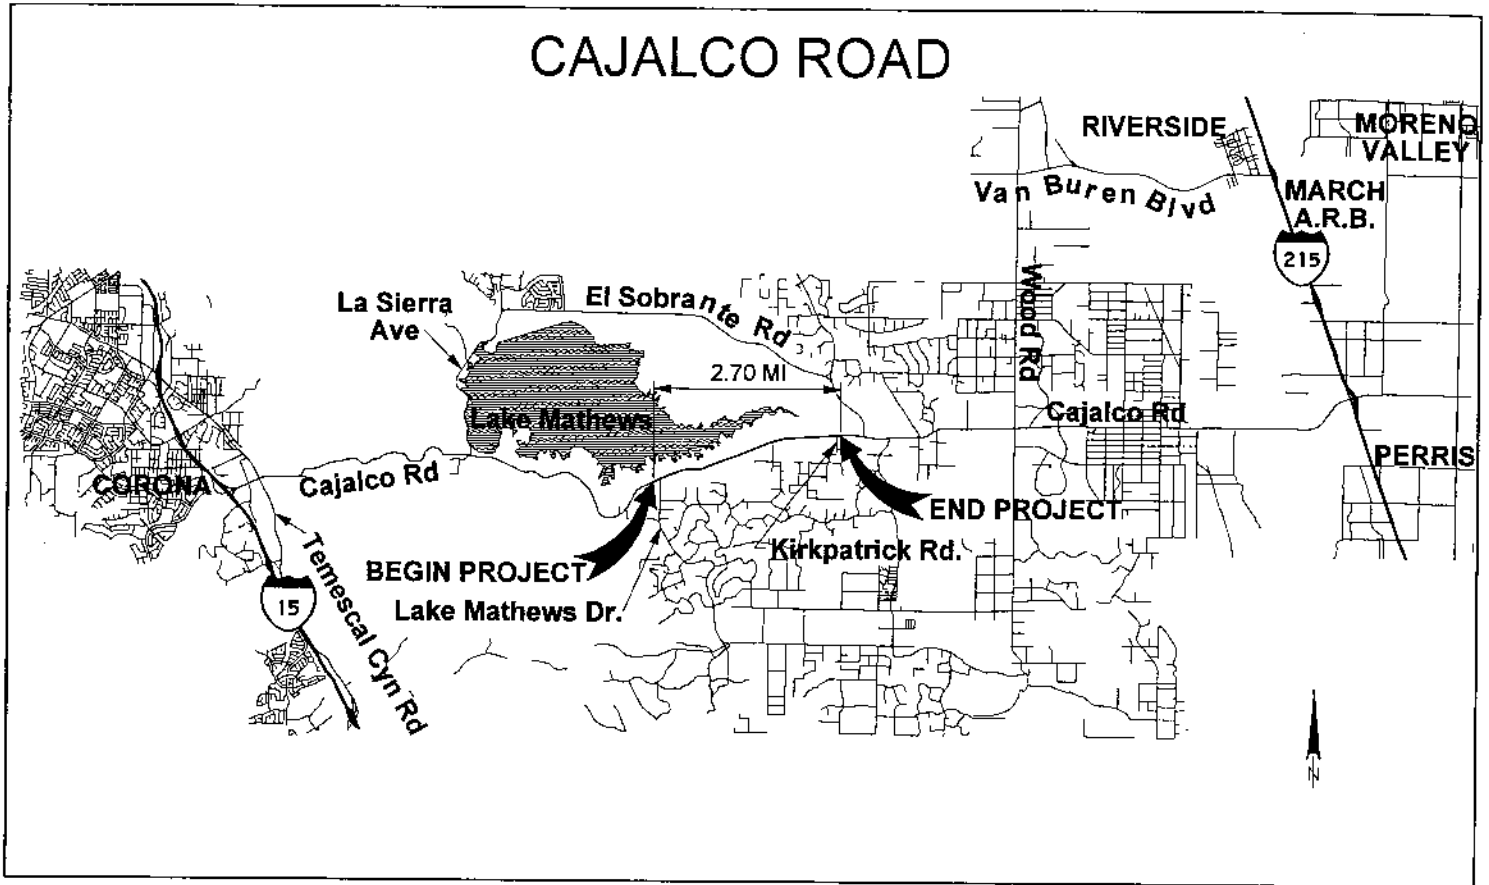 CAJALCO ROAD
RIVERSIDE
MORENO
VALLEY
Van Buren Blvd
MARCH
A.R.B.
215
La Sierra
Ave
El Sobrante Rd
Wood Rd
2.70 MI
Lake Mathews
Cajalco Rd
PERRIS
CORONA
Cajalco Rd
END PROJECT
Kirkpatrick Rd.
BEGIN PROJECT
Lake Mathews Dr.
15
Temescal Cyn Rd
N